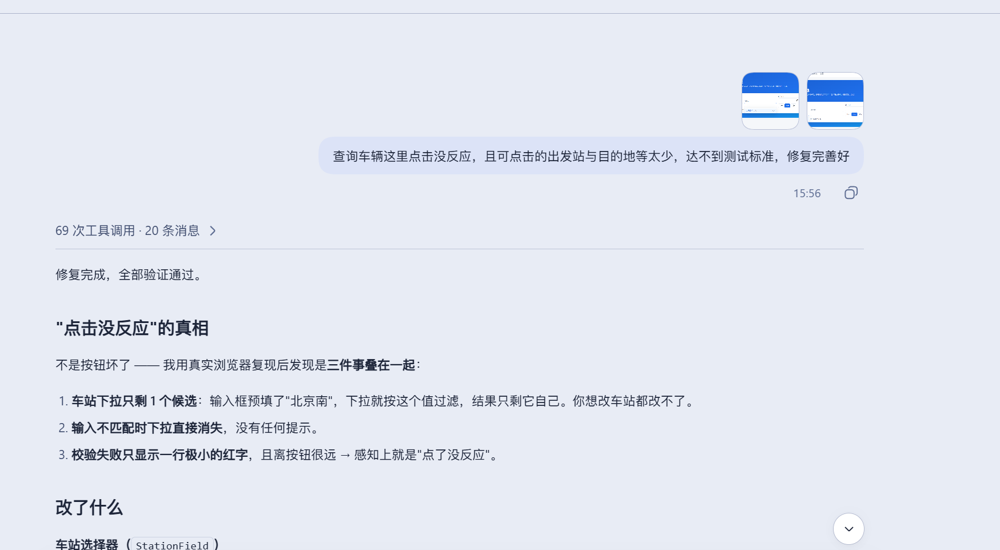 查询车辆这里点击没反应，且可点击的出发站与目的地等太少，达不到测试标准，修复完善好
15:56
69 次工具调用 · 20 条消息
修复完成，全部验证通过。
"点击没反应"的真相
不是按钮坏了 —— 我用真实浏览器复现后发现是三件事叠在一起：
1. 车站下拉只剩 1 个候选：输入框预填了"北京南"，下拉就按这个值过滤，结果只剩它自己。你想改车站都改不了。
2. 输入不匹配时下拉直接消失，没有任何提示。
3. 校验失败只显示一行极小的红字，且离按钮很远 → 感知上就是"点了没反应"。
改了什么
车站选择器（StationField）